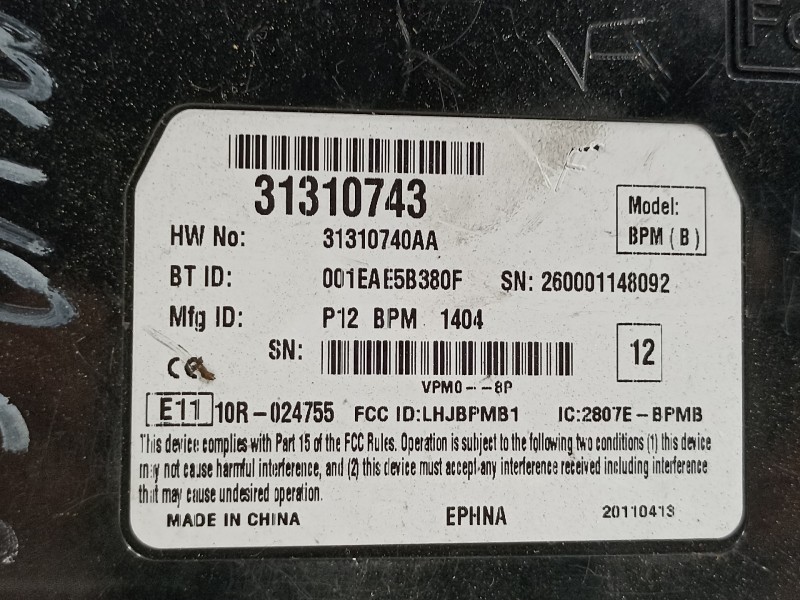 31310743
Model:
BPM (B)
HW No: 31310740AA
BT ID: 001EAE5B380F SN: 260001148092
Mfg ID: P12 BPM 1404
SN:
12
VPM0--8P
CE
E11 10R-024755 FCC ID:LHJBPMB1 IC:2807E-BPMB
This device complies with Part 15 of the FCC Rules. Operation is subject to the following two conditions (1) this device
may not cause harmful interference, and (2) this device must accept any interference received including interference
that may cause undesired operation.
MADE IN CHINA EPHNA 20110413